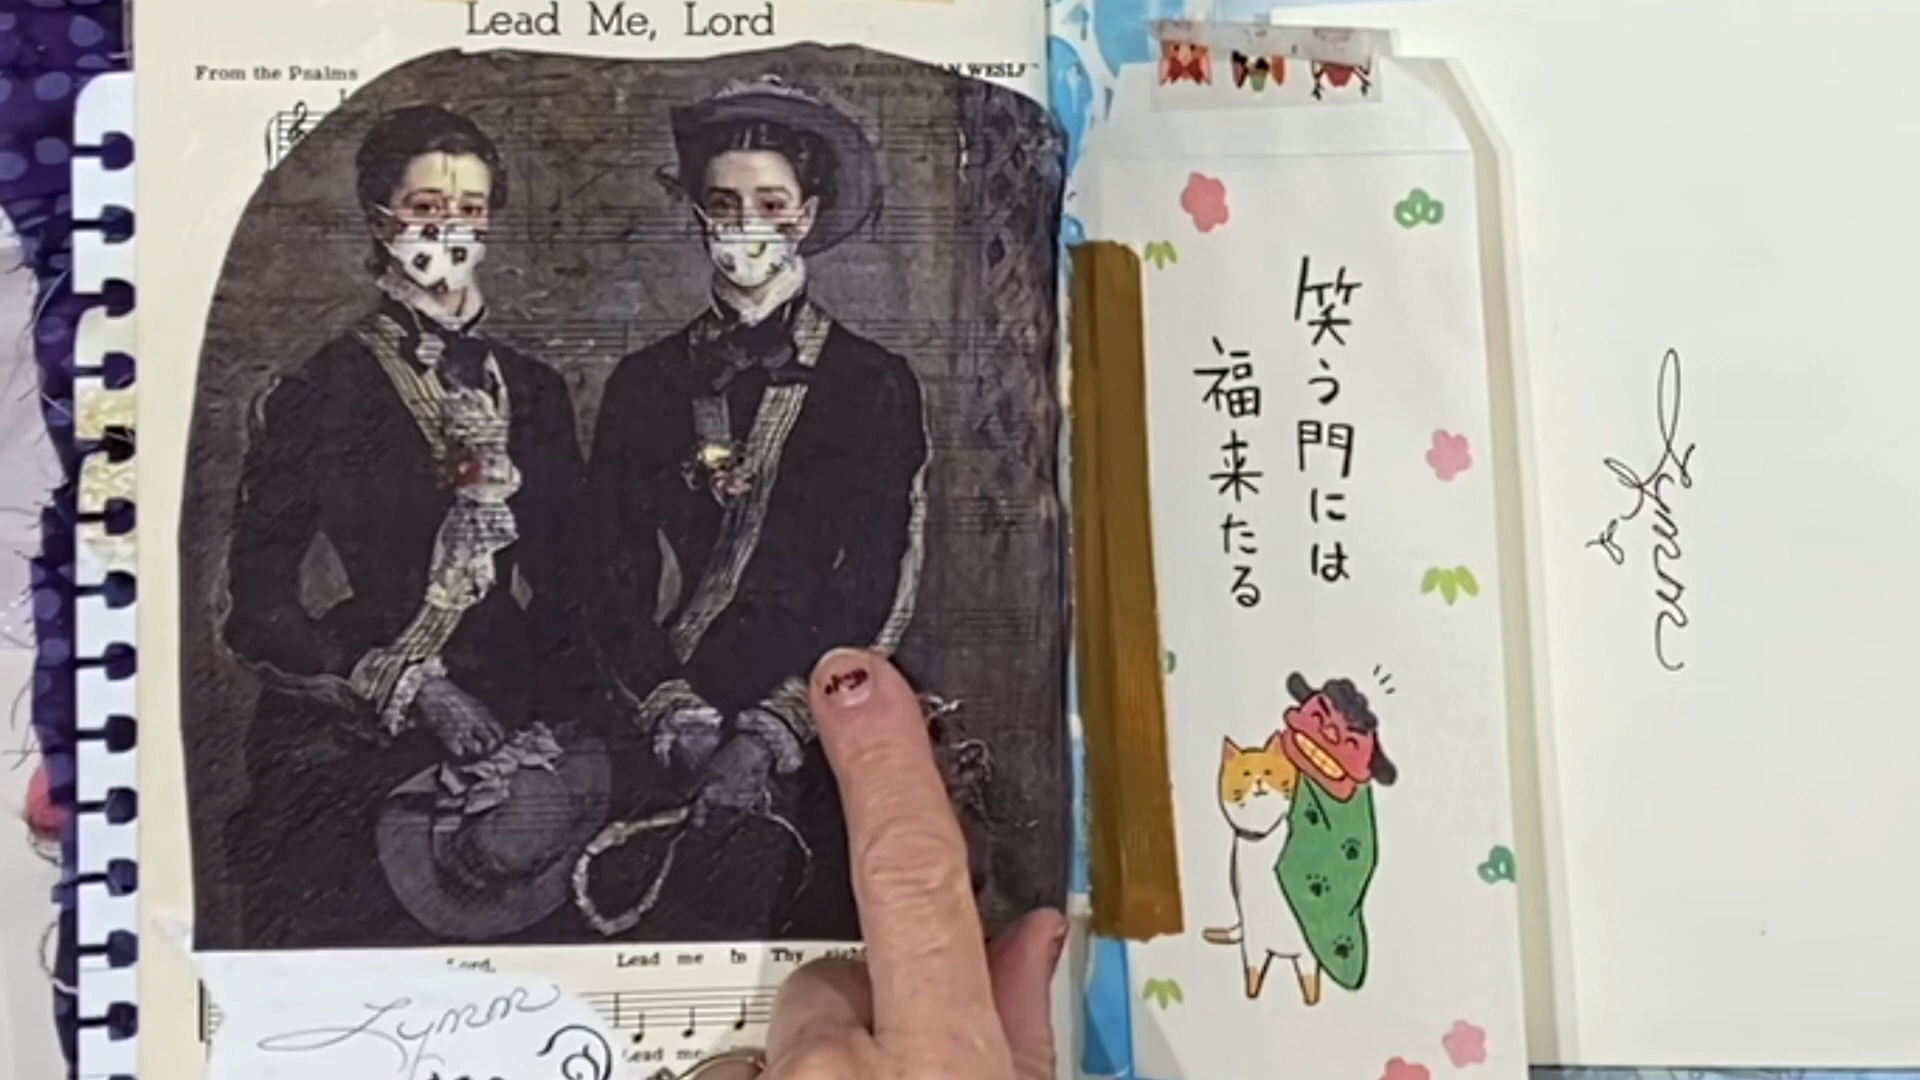 Lead Me, Lord
From the Psalms
Lord,
Lead me in Thy
Lynn
Lead me
笑う門には
福来たる
Lynn